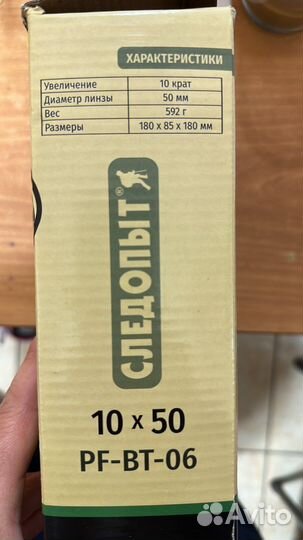 ХАРАКТЕРИСТИКИ
Увеличение 10 крат
Диаметр линзы 50 мм
Вес 592 г
Размеры 180 x 85 x 180 мм
СЛЕДОПЫТ®
10 x 50
PF-BT-06
Avito